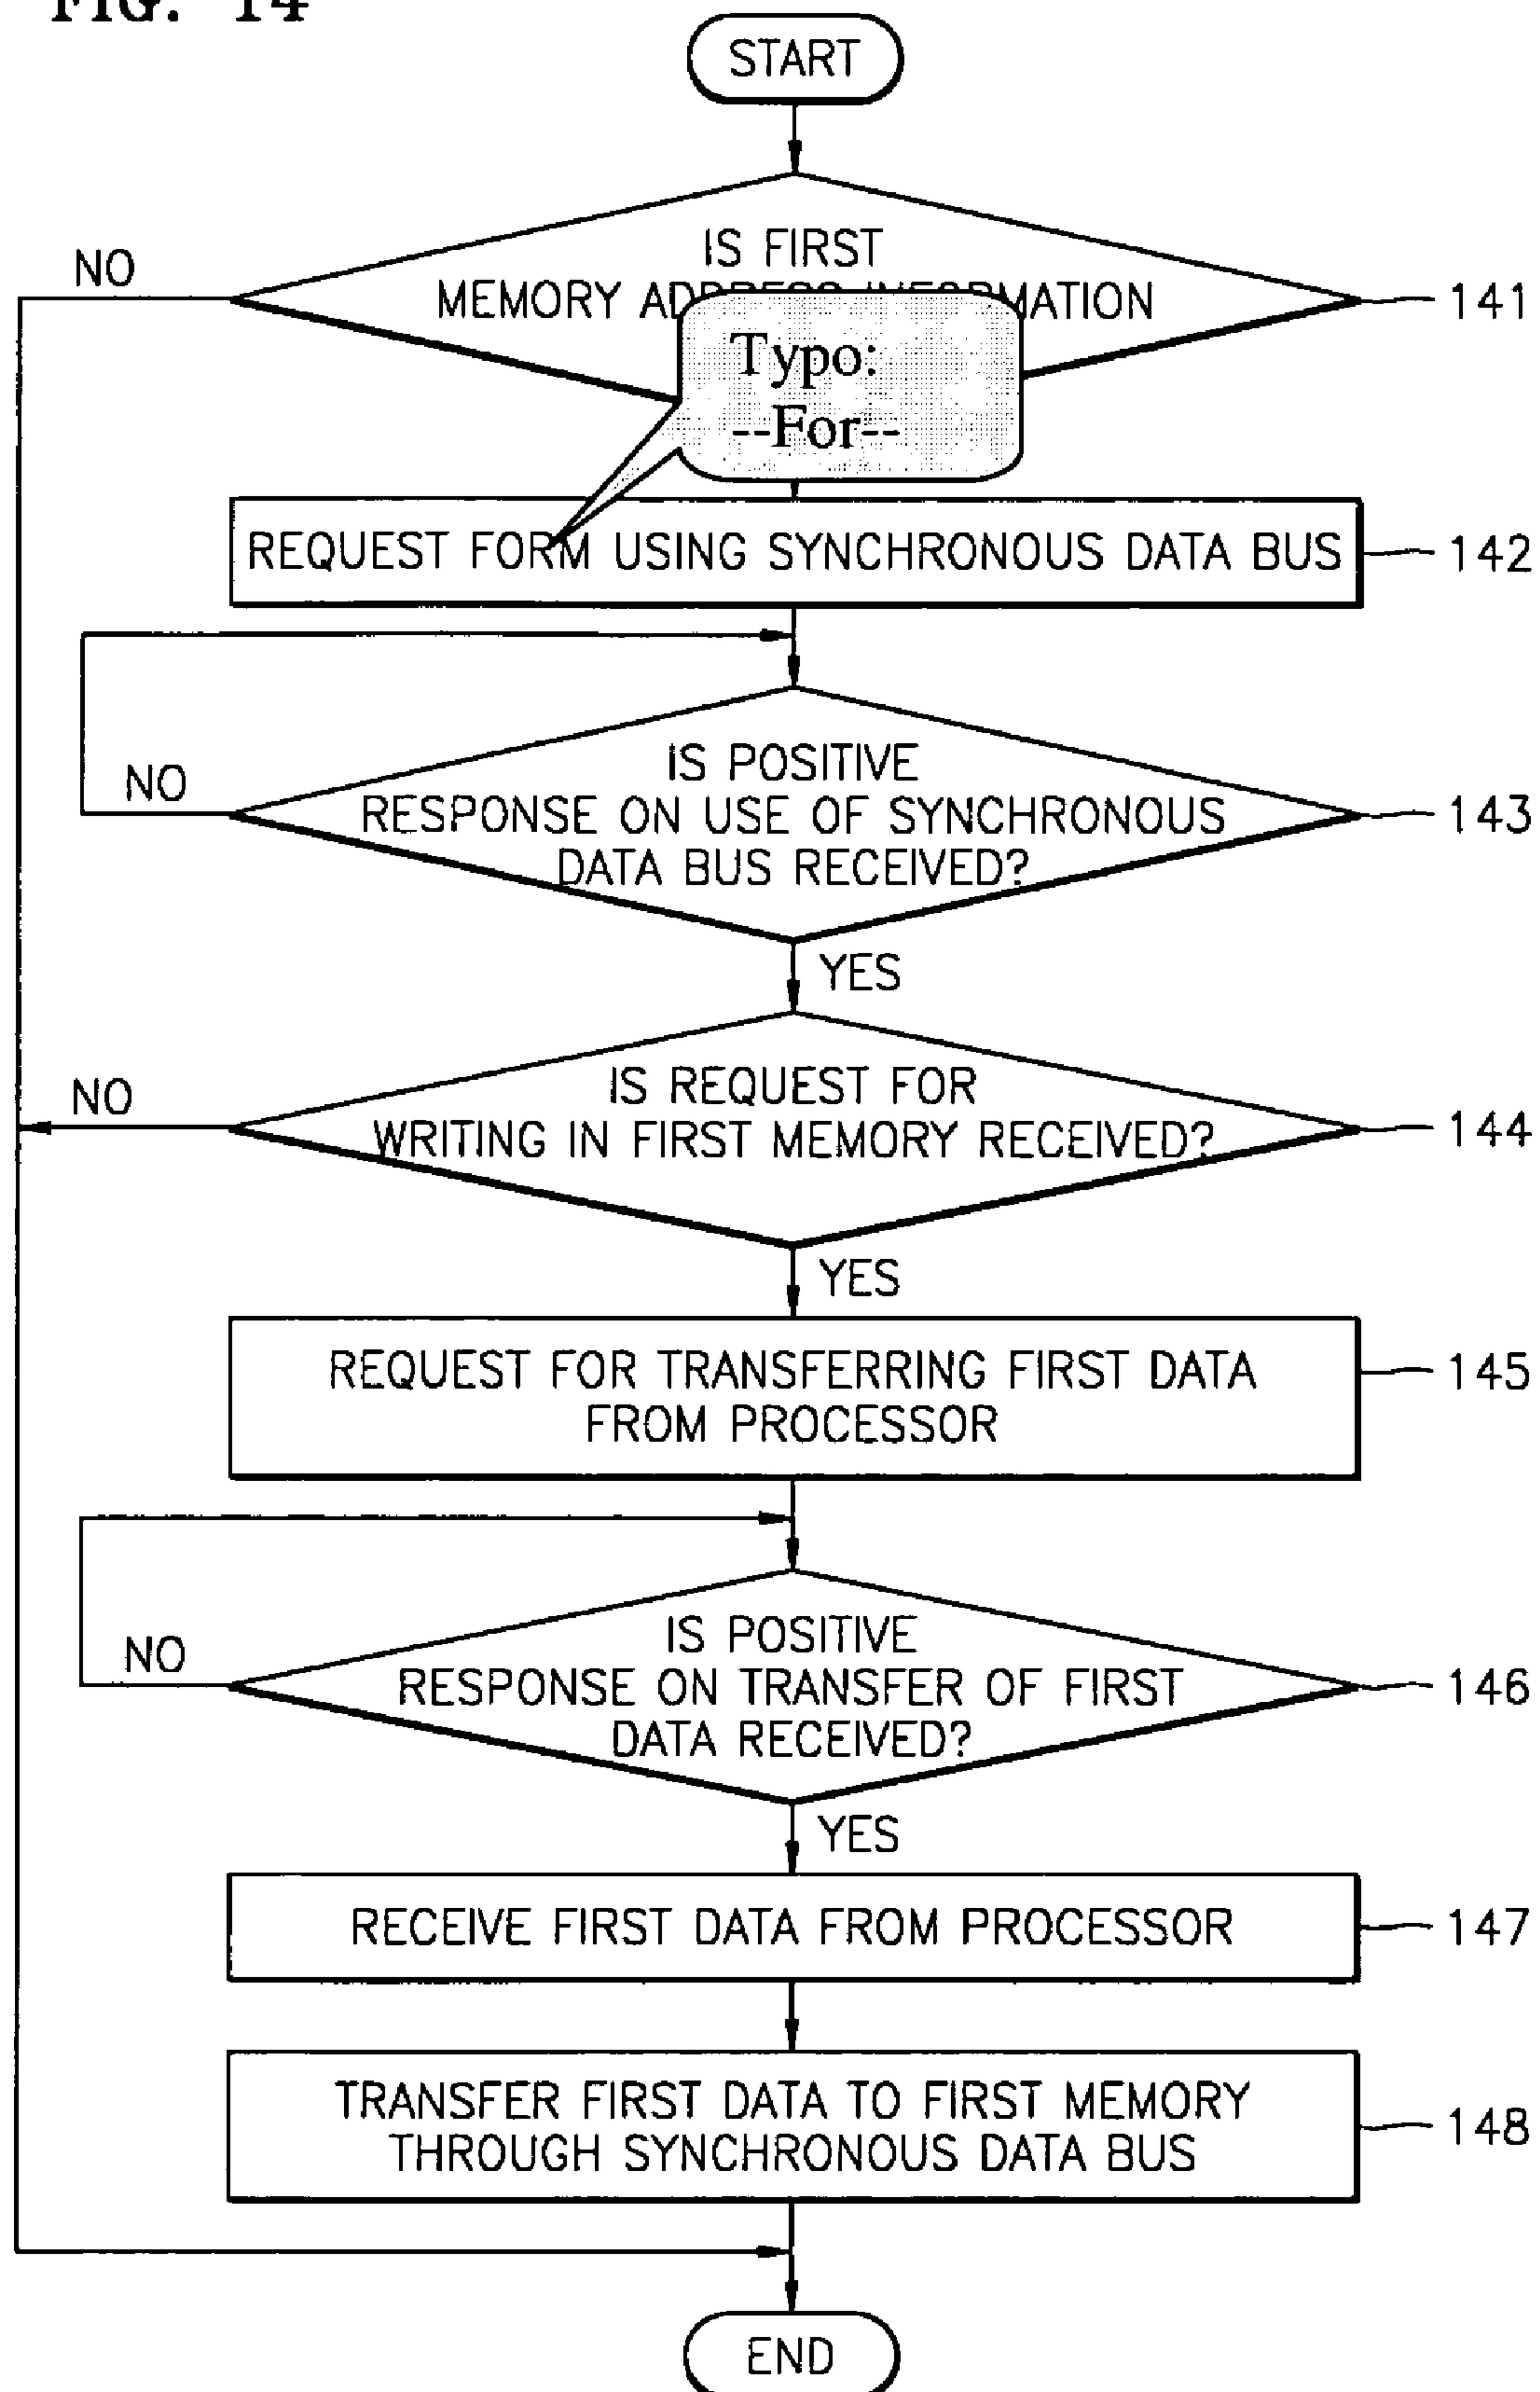 FIG. 14
START
IS FIRST
MEMORY ADDRESS INFORMATION
NO
141
Typo:
--For--
REQUEST FORM USING SYNCHRONOUS DATA BUS
142
IS POSITIVE
RESPONSE ON USE OF SYNCHRONOUS
DATA BUS RECEIVED?
NO
143
YES
IS REQUEST FOR
WRITING IN FIRST MEMORY RECEIVED?
NO
144
YES
REQUEST FOR TRANSFERRING FIRST DATA
FROM PROCESSOR
145
IS POSITIVE
RESPONSE ON TRANSFER OF FIRST
DATA RECEIVED?
NO
146
YES
RECEIVE FIRST DATA FROM PROCESSOR
147
TRANSFER FIRST DATA TO FIRST MEMORY
THROUGH SYNCHRONOUS DATA BUS
148
END